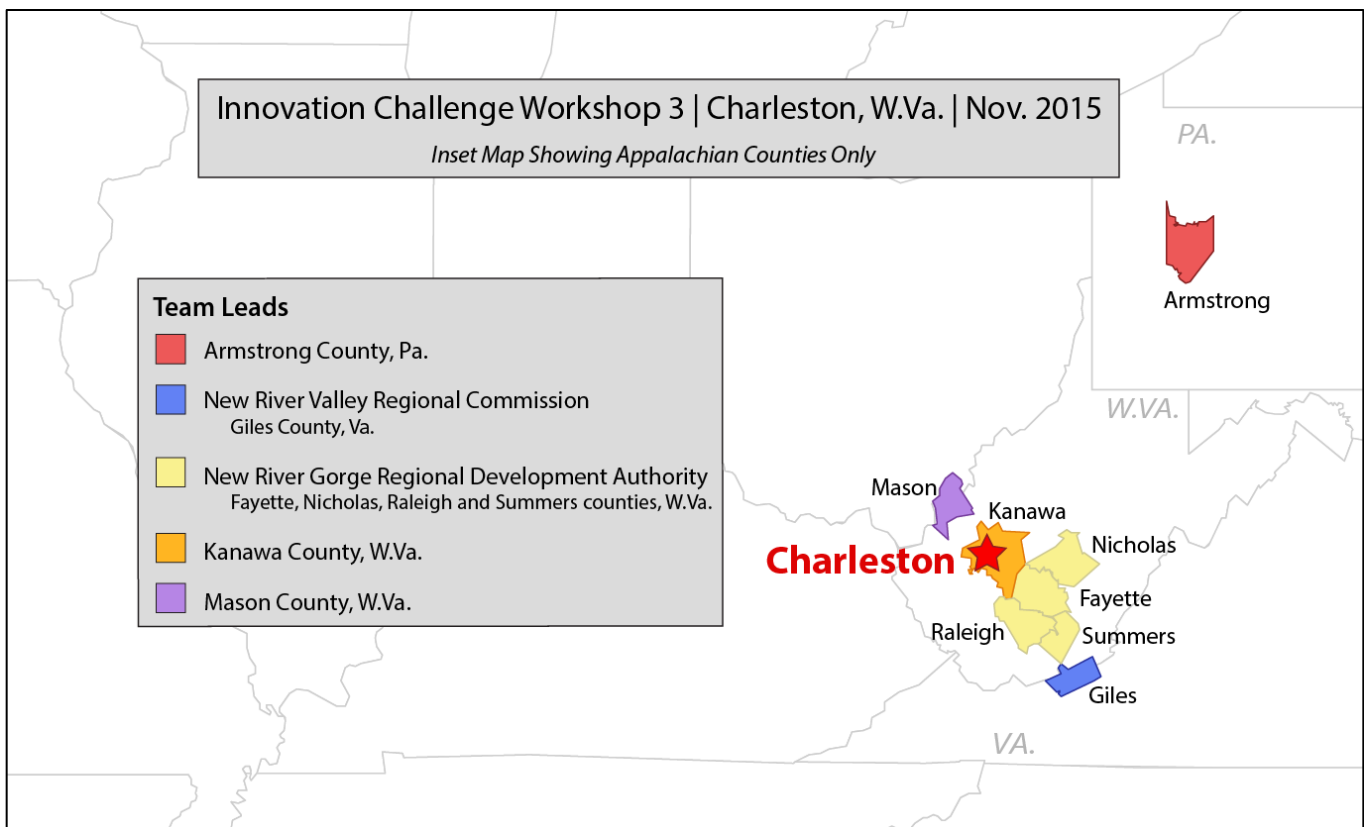 Innovation Challenge Workshop 3 | Charleston, W.Va. | Nov. 2015
Inset Map Showing Appalachian Counties Only
PA.
Armstrong
Team Leads
Armstrong County, Pa.
New River Valley Regional Commission
Giles County, Va.
New River Gorge Regional Development Authority
Fayette, Nicholas, Raleigh and Summers counties, W.Va.
Kanawa County, W.Va.
Mason County, W.Va.
W.VA.
Mason
Kanawa
Charleston
Nicholas
Fayette
Raleigh
Summers
Giles
VA.